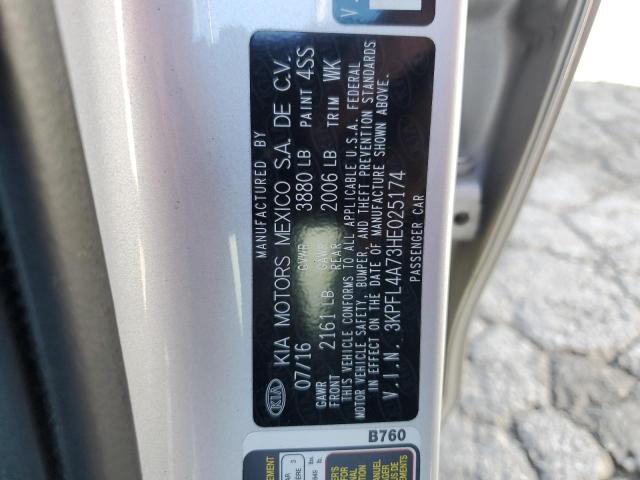 MANUFACTURED BY
KIA KIA MOTORS MEXICO S.A. DE C.V.
07/16 GVWR 3880 LB PAINT 4SS
GAWR FRONT 2161 LB GAWR REAR 2006 LB TRIM WK
THIS VEHICLE CONFORMS TO ALL APPLICABLE U.S.A. FEDERAL
MOTOR VEHICLE SAFETY, BUMPER, AND THEFT PREVENTION STANDARDS
IN EFFECT ON THE DATE OF MANUFACTURE SHOWN ABOVE.
V.I.N. 3KPFL4A73HE025174
PASSENGER CAR
B760